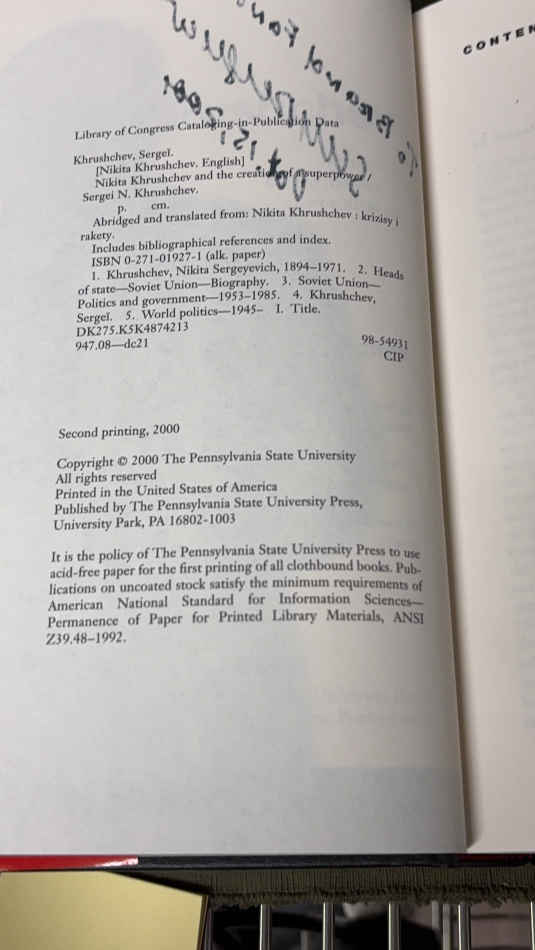 CONTEN
Library of Congress Cataloging-in-Publication Data
Khrushchev, Sergeĭ.
[Nikita Khrushchev. English]
Nikita Khrushchev and the creation of a superpower /
Sergei N. Khrushchev.
p. cm.
Abridged and translated from: Nikita Khrushchev : krizisy i
rakety.
Includes bibliographical references and index.
ISBN 0-271-01927-1 (alk. paper)
1. Khrushchev, Nikita Sergeyevich, 1894–1971. 2. Heads
of state—Soviet Union—Biography. 3. Soviet Union—
Politics and government—1953–1985. 4. Khrushchev,
Sergeĭ. 5. World politics—1945– I. Title.
DK275.K5K4874213
947.08—dc21
98-54931
CIP
Second printing, 2000
Copyright © 2000 The Pennsylvania State University
All rights reserved
Printed in the United States of America
Published by The Pennsylvania State University Press,
University Park, PA 16802-1003
It is the policy of The Pennsylvania State University Press to use
acid-free paper for the first printing of all clothbound books. Pub-
lications on uncoated stock satisfy the minimum requirements of
American National Standard for Information Sciences—
Permanence of Paper for Printed Library Materials, ANSI
Z39.48–1992.